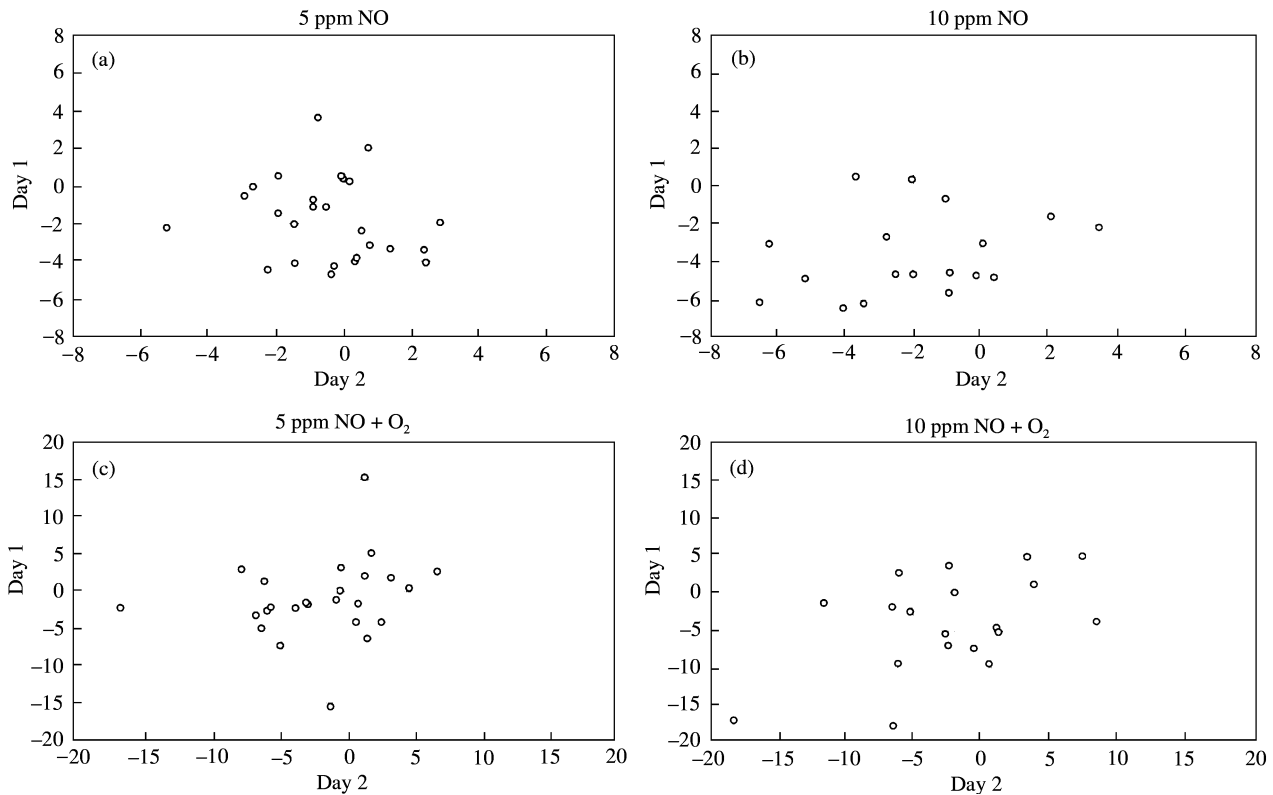 5 ppm NO
(a)
8
6
4
2
0
−2
−4
−6
−8
Day 1
−8 −6 −4 −2 0 2 4 6 8
Day 2
10 ppm NO
(b)
8
6
4
2
0
−2
−4
−6
−8
Day 1
−8 −6 −4 −2 0 2 4 6 8
Day 2
5 ppm NO + O₂
(c)
20
15
10
5
0
−5
−10
−15
−20
Day 1
−20 −15 −10 −5 0 5 10 15 20
Day 2
10 ppm NO + O₂
(d)
20
15
10
5
0
−5
−10
−15
−20
Day 1
−20 −15 −10 −5 0 5 10 15 20
Day 2